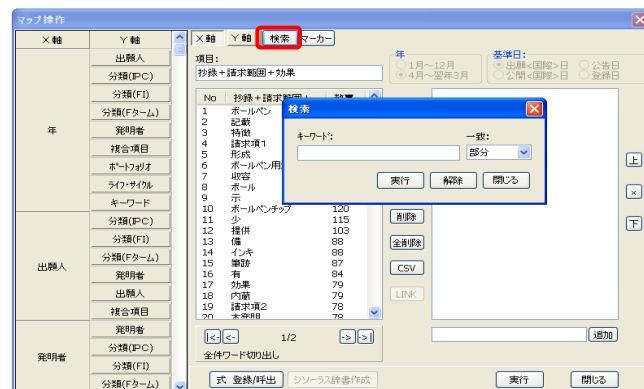 マップ操作
X軸 Y軸
出願人
分類(IPC)
分類(FI)
分類(Fターム)
年 発明者
複合項目
ポートフォリオ
ライフ・サイクル
キーワード
分類(IPC)
分類(FI)
分類(Fターム)
出願人 発明者
出願人
複合項目
発明者
分類(IPC)
発明者 分類(FI)
分類(Fターム)
X軸 Y軸 検索 マーカー
項目:
抄録+請求範囲+効果
年
1月～12月
4月～翌年3月
基準日:
出願<国際>日 公告日
公開<国際>日 登録日
No 抄録+請求範囲+ 数▼
1 ボールペン
2 記載
3 特徴
4 請求項1
5 形成
6 ボールペン用
7 収容
8 ボール
9 示
10 ボールペンチップ 120
11 少 115
12 提供 103
13 備 88
14 インキ 88
15 筆跡 87
16 有 84
17 効果 79
18 内蔵 79
19 請求項2 78
20 本発明 78
検索
キーワード: 一致:
部分
実行 解除 閉じる
削除
全削除
CSV
LINK
上
×
下
|<- <- 1/2 -> ->|
全件ワード切出し
追加
式 登録/呼出 シソーラス辞書作成 実行 閉じる